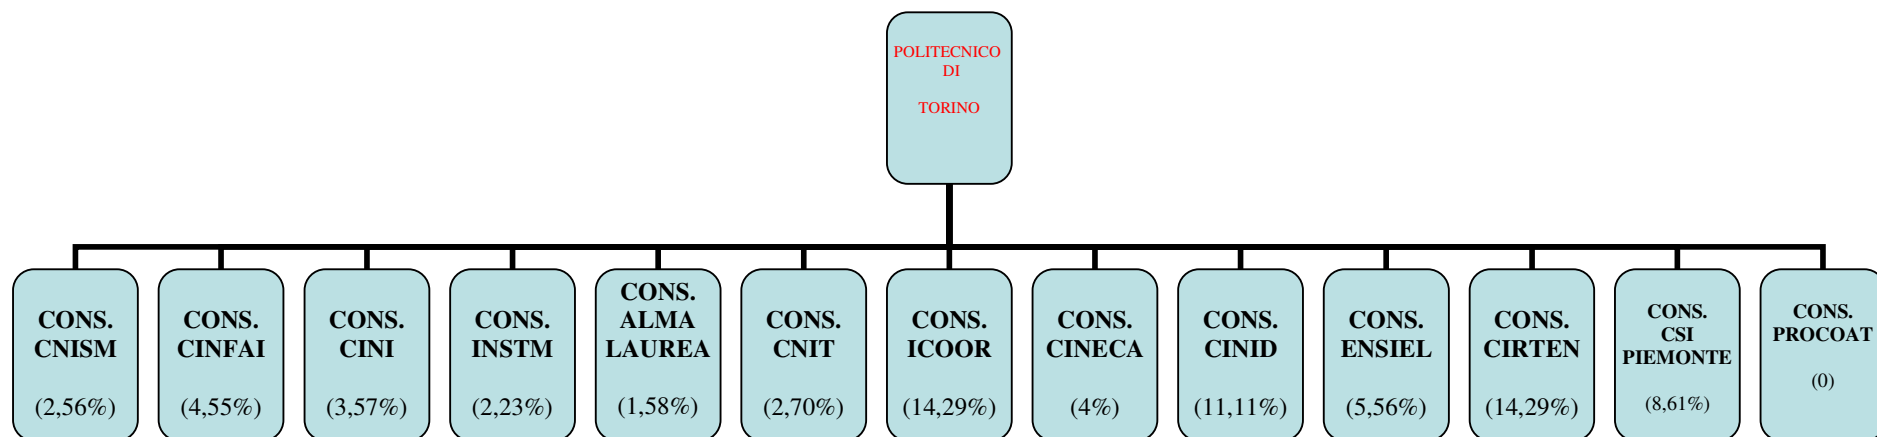 POLITECNICO
DI
TORINO
CONS.
CNISM
(2,56%)
CONS.
CINFAI
(4,55%)
CONS.
CINI
(3,57%)
CONS.
INSTM
(2,23%)
CONS.
ALMA
LAUREA
(1,58%)
CONS.
CNIT
(2,70%)
CONS.
ICOOR
(14,29%)
CONS.
CINECA
(4%)
CONS.
CINID
(11,11%)
CONS.
ENSIEL
(5,56%)
CONS.
CIRTEN
(14,29%)
CONS.
CSI
PIEMONTE
(8,61%)
CONS.
PROCOAT
(0)